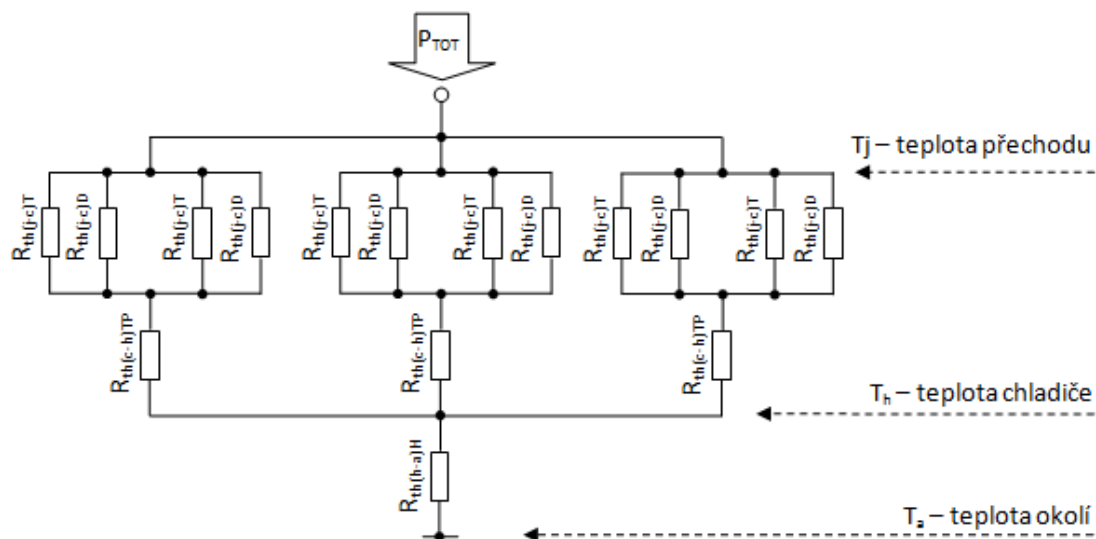 PTOT
Tj – teplota přechodu
Rth(j-c)T
Rth(j-c)D
Rth(j-c)T
Rth(j-c)D
Rth(j-c)T
Rth(j-c)D
Rth(j-c)T
Rth(j-c)D
Rth(j-c)T
Rth(j-c)D
Rth(j-c)T
Rth(j-c)D
Rth(c-h)TP
Rth(c-h)TP
Rth(c-h)TP
Th – teplota chladiče
Rth(h-a)H
Ta – teplota okolí